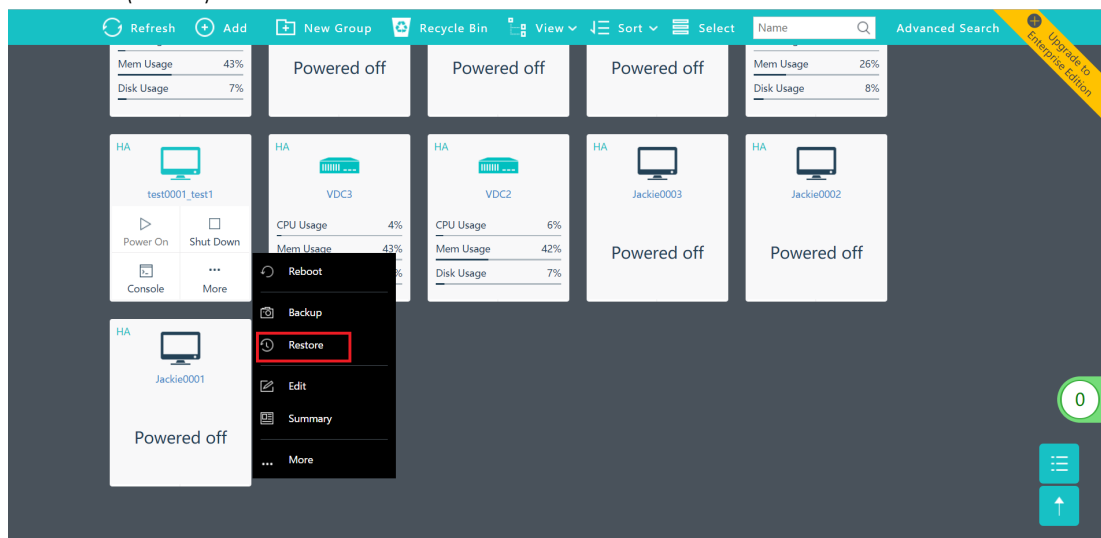 Refresh Add New Group Recycle Bin View Sort Select Name Advanced Search
Upgrade to
Enterprise Edition
Mem Usage 43% Powered off Powered off Powered off Mem Usage 26%
Disk Usage 7% Disk Usage 8%
HA HA HA HA HA
test0001_test1 VDC3 VDC2 Jackie0003 Jackie0002
CPU Usage 4% CPU Usage 6%
Power On Shut Down Mem Usage 43% Mem Usage 42% Powered off Powered off
Console More Reboot % Disk Usage 7%
Backup
HA Restore
Jackie0001 Edit
Summary
Powered off
More
0